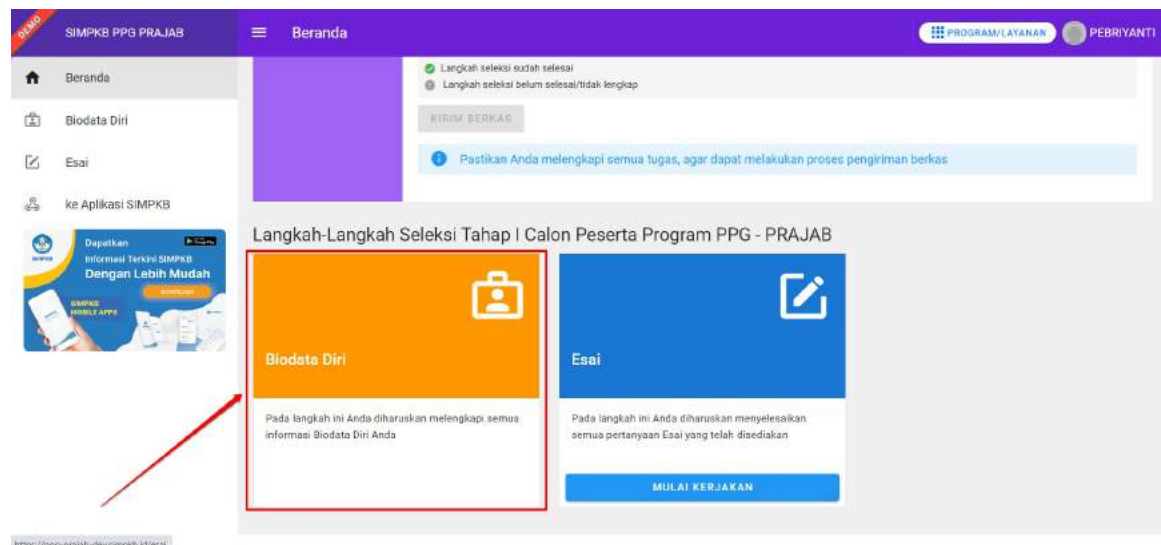 DEMO
SIMPKB PPG PRAJAB
Beranda
PROGRAM/LAYANAN
PEBRIYANTI
Beranda
Biodata Diri
Esai
ke Aplikasi SIMPKB
Dapatkan
Informasi Terkini SIMPKB
Dengan Lebih Mudah
SIMPKB
MOBILE APPS
Langkah seleksi sudah selesai
Langkah seleksi belum selesai/tidak lengkap
KIRIM BERKAS
Pastikan Anda melengkapi semua tugas, agar dapat melakukan proses pengiriman berkas
Langkah-Langkah Seleksi Tahap I Calon Peserta Program PPG - PRAJAB
Biodata Diri
Pada langkah ini Anda diharuskan melengkapi semua
informasi Biodata Diri Anda
Esai
Pada langkah ini Anda diharuskan menyelesaikan
semua pertanyaan Esai yang telah disediakan
MULAI KERJAKAN